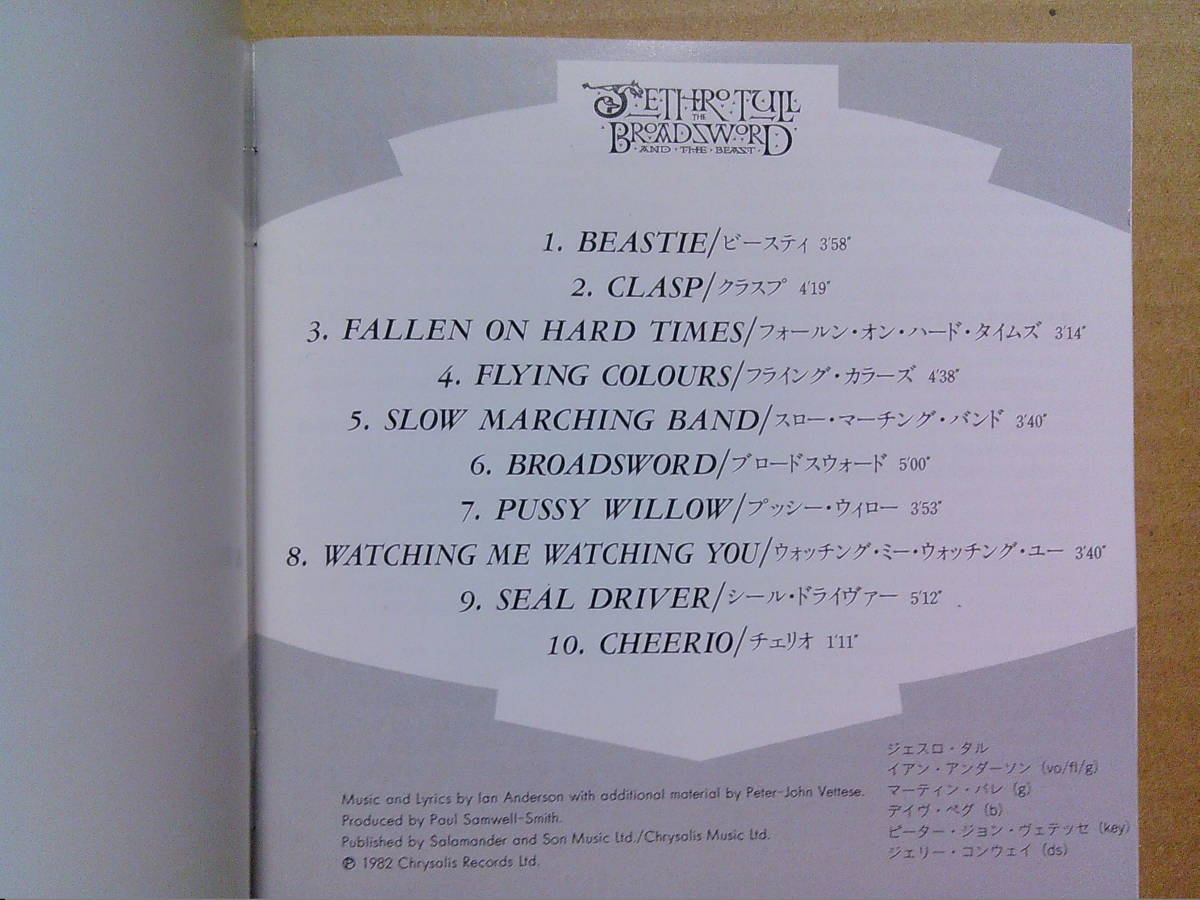 JETHRO TULL
THE
BROADSWORD
AND THE BEAST
1. BEASTIE/ビースティ 3'58"
2. CLASP/クラスプ 4'19"
3. FALLEN ON HARD TIMES/フォールン・オン・ハード・タイムズ 3'14"
4. FLYING COLOURS/フライング・カラーズ 4'38"
5. SLOW MARCHING BAND/スロー・マーチング・バンド 3'40"
6. BROADSWORD/ブロードスウォード 5'00"
7. PUSSY WILLOW/プッシー・ウィロー 3'53"
8. WATCHING ME WATCHING YOU/ウォッチング・ミー・ウォッチング・ユー 3'40"
9. SEAL DRIVER/シール・ドライヴァー 5'12"
10. CHEERIO/チェリオ 1'11"
Music and Lyrics by Ian Anderson with additional material by Peter-John Vettese.
Produced by Paul Samwell-Smith.
Published by Salamander and Son Music Ltd./Chrysalis Music Ltd.
℗ 1982 Chrysalis Records Ltd.
ジェスロ・タル
イアン・アンダーソン (vo/fl/g)
マーティン・バレ (g)
デイヴ・ペグ (b)
ピーター・ジョン・ヴェテッセ (key)
ジェリー・コンウェイ (ds)